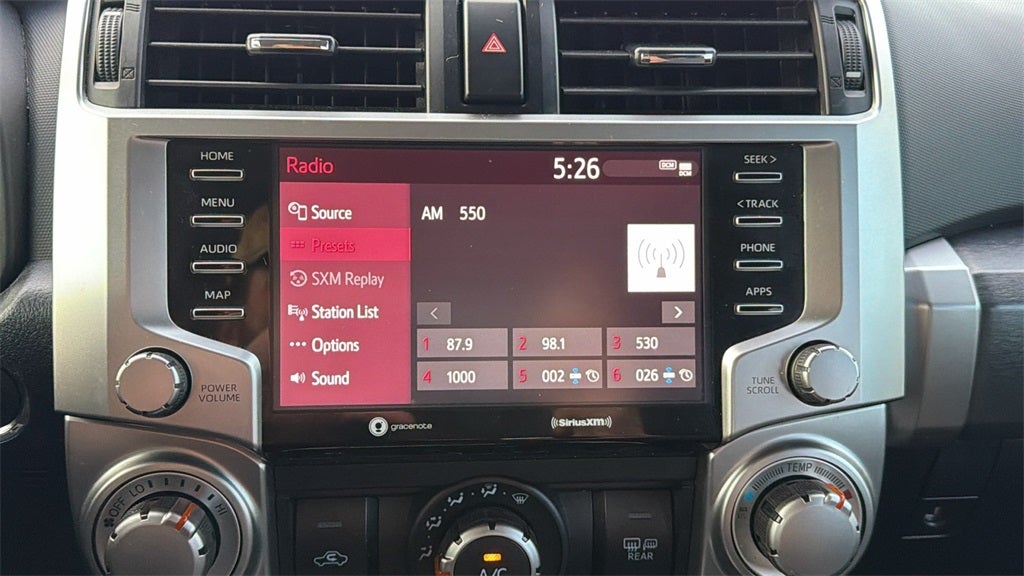 HOME
MENU
AUDIO
MAP
POWER
VOLUME
Radio
5:26
DCM
DCM
Source
Presets
SXM Replay
Station List
Options
Sound
AM 550
1 87.9
2 98.1
3 530
4 1000
5 002
6 026
SEEK >
< TRACK
PHONE
APPS
TUNE
SCROLL
gracenote
SiriusXM
OFF LO HI
A/C
REAR
TEMP